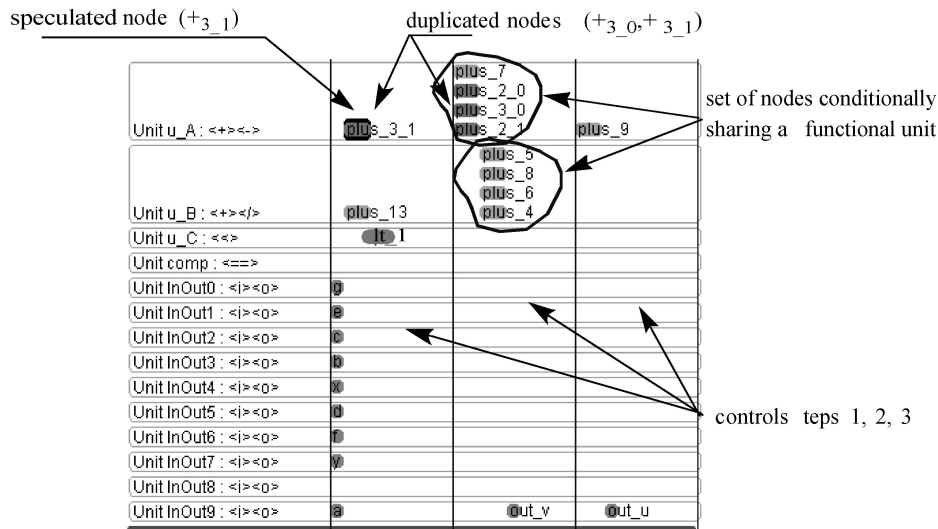 speculated node (+3_1)
duplicated nodes (+3_0,+ 3_1)
plus_7
plus_2_0
plus_3_0
Unit u_A : <+><-> plus_3_1 plus_2_1 plus_9
set of nodes conditionally
sharing a functional unit
plus_5
plus_8
plus_6
Unit u_B : <+></> plus_13 plus_4
Unit u_C : <<> lt_1
Unit comp : <==>
Unit InOut0 : <i><o> g
Unit InOut1 : <i><o> e
Unit InOut2 : <i><o> c
Unit InOut3 : <i><o> b
Unit InOut4 : <i><o> x
Unit InOut5 : <i><o> d
controls teps 1, 2, 3
Unit InOut6 : <i><o> f
Unit InOut7 : <i><o> y
Unit InOut8 : <i><o>
Unit InOut9 : <i><o> a out_v out_u